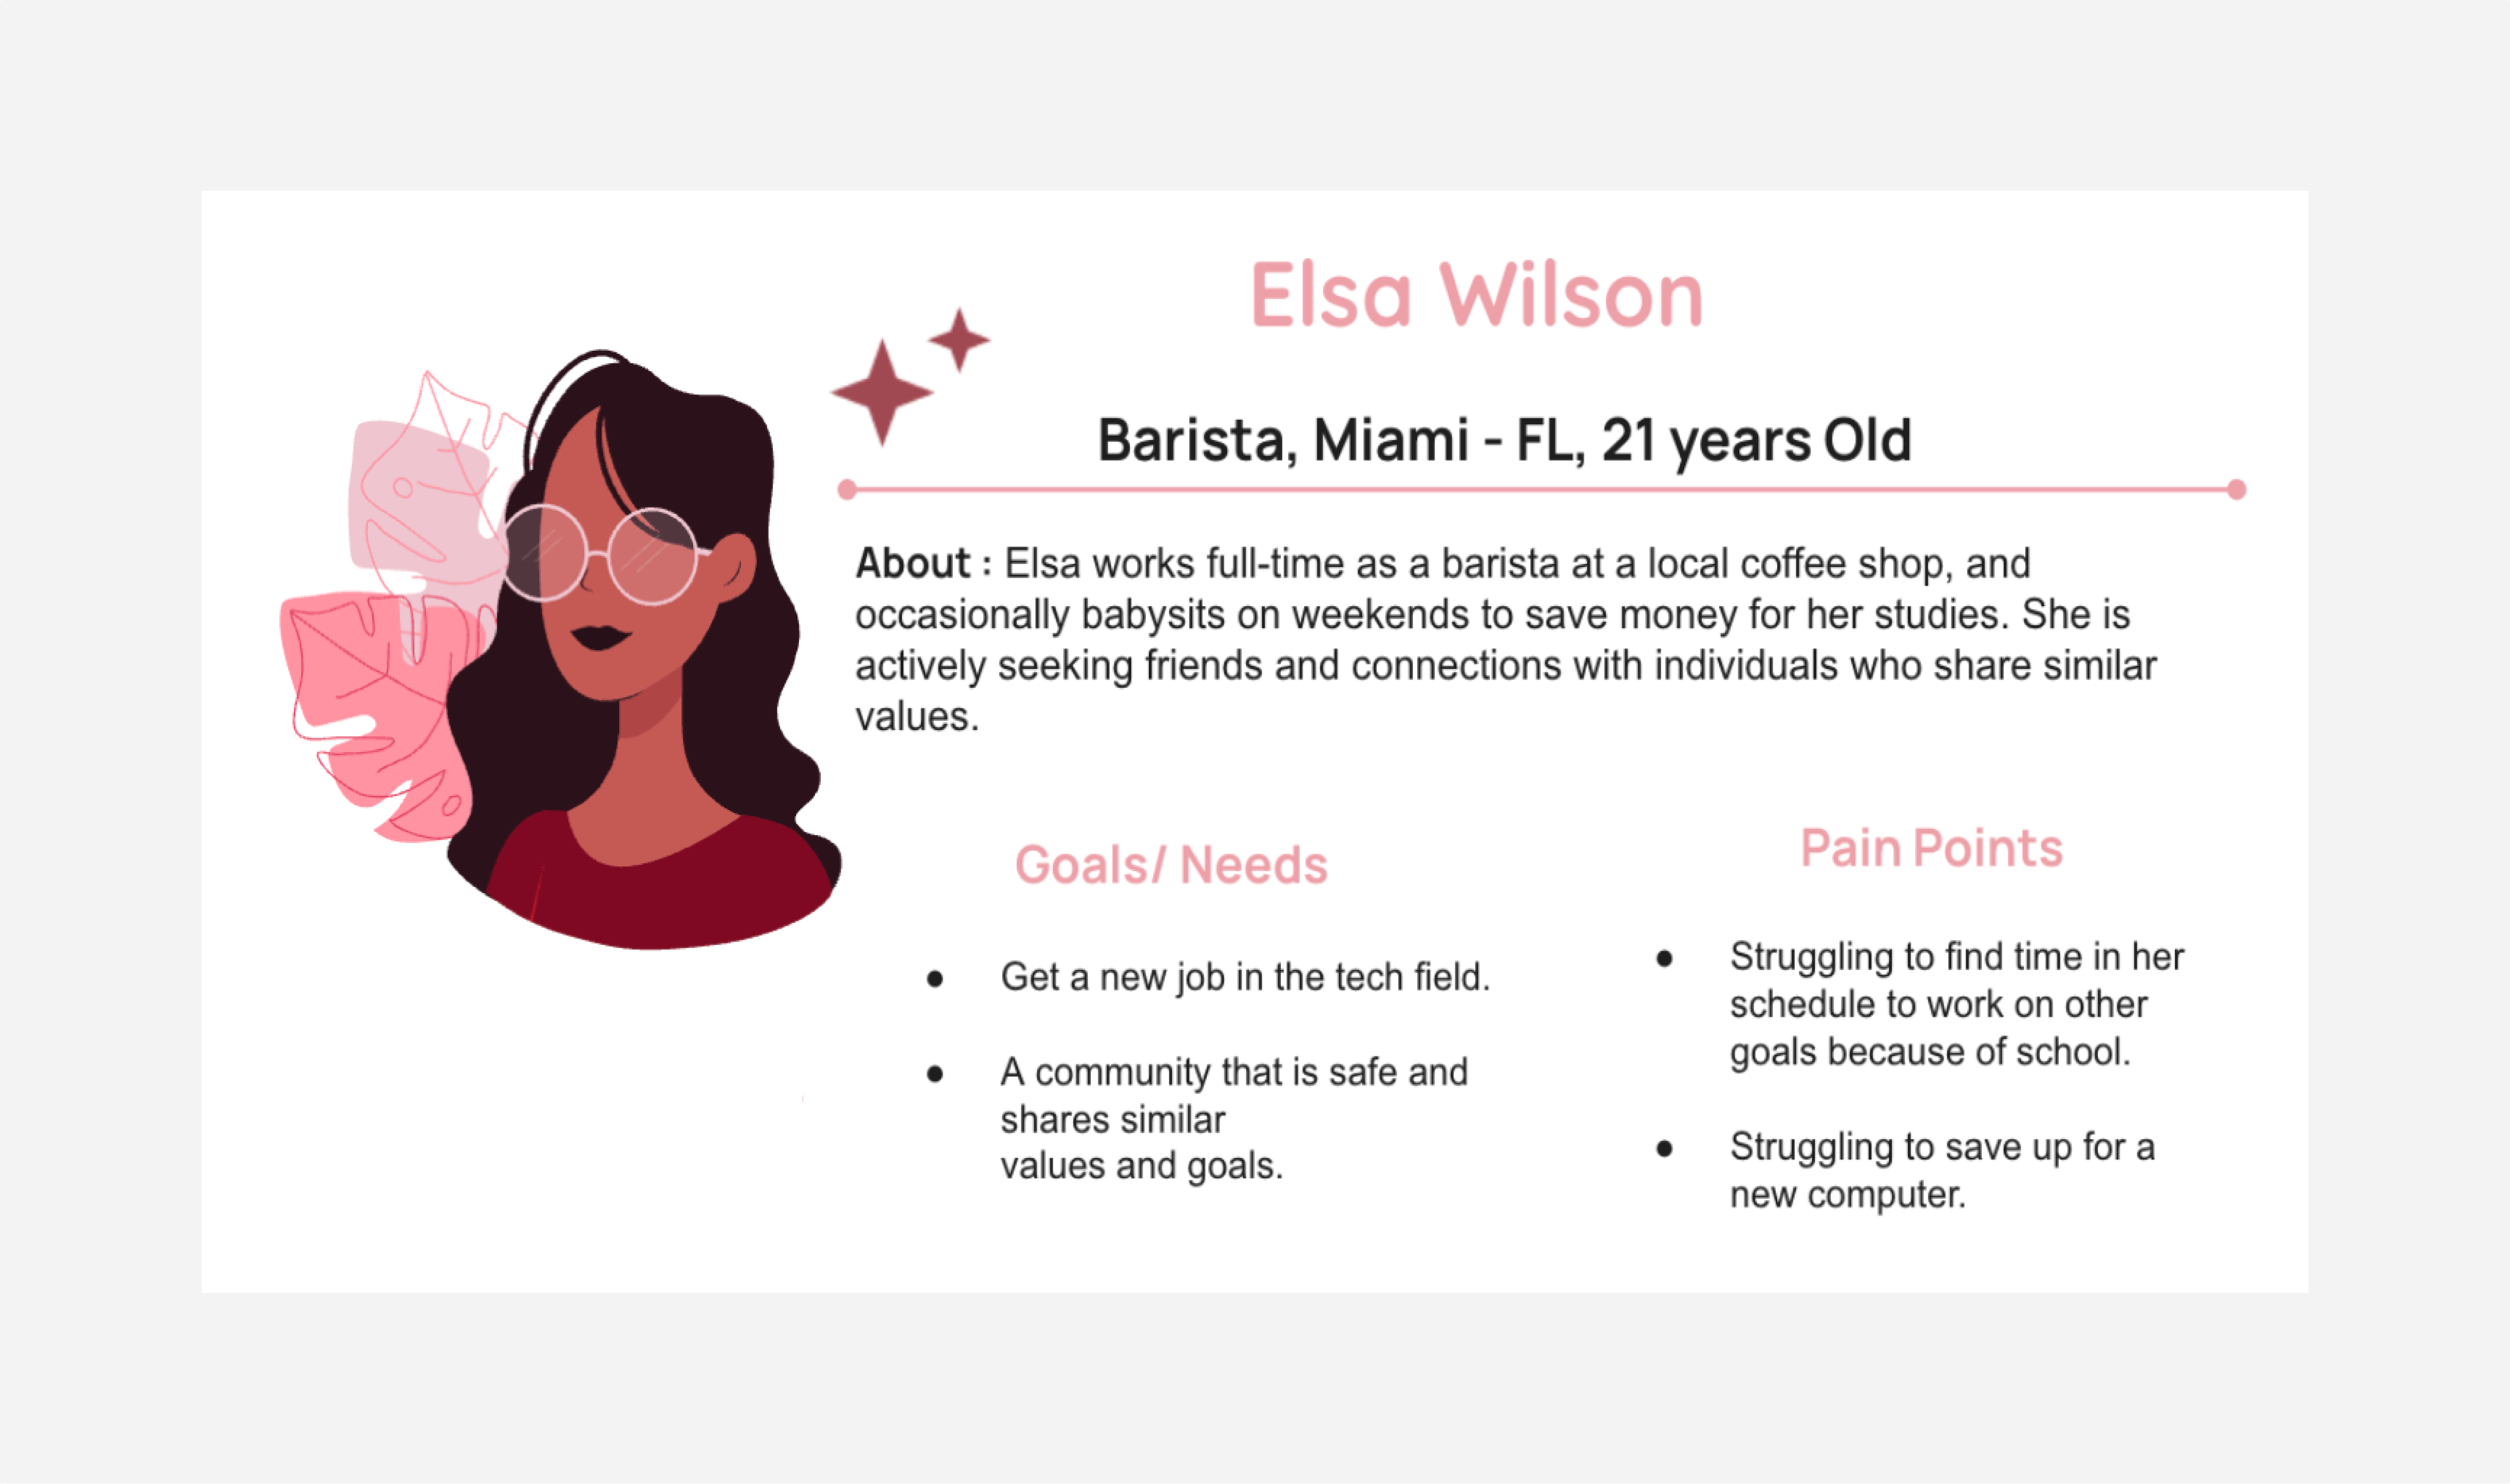 Elsa Wilson
Barista, Miami - FL, 21 years Old
About : Elsa works full-time as a barista at a local coffee shop, and
occasionally babysits on weekends to save money for her studies. She is
actively seeking friends and connections with individuals who share similar
values.
Goals/ Needs
● Get a new job in the tech field.
● A community that is safe and
shares similar
values and goals.
Pain Points
● Struggling to find time in her
schedule to work on other
goals because of school.
● Struggling to save up for a
new computer.